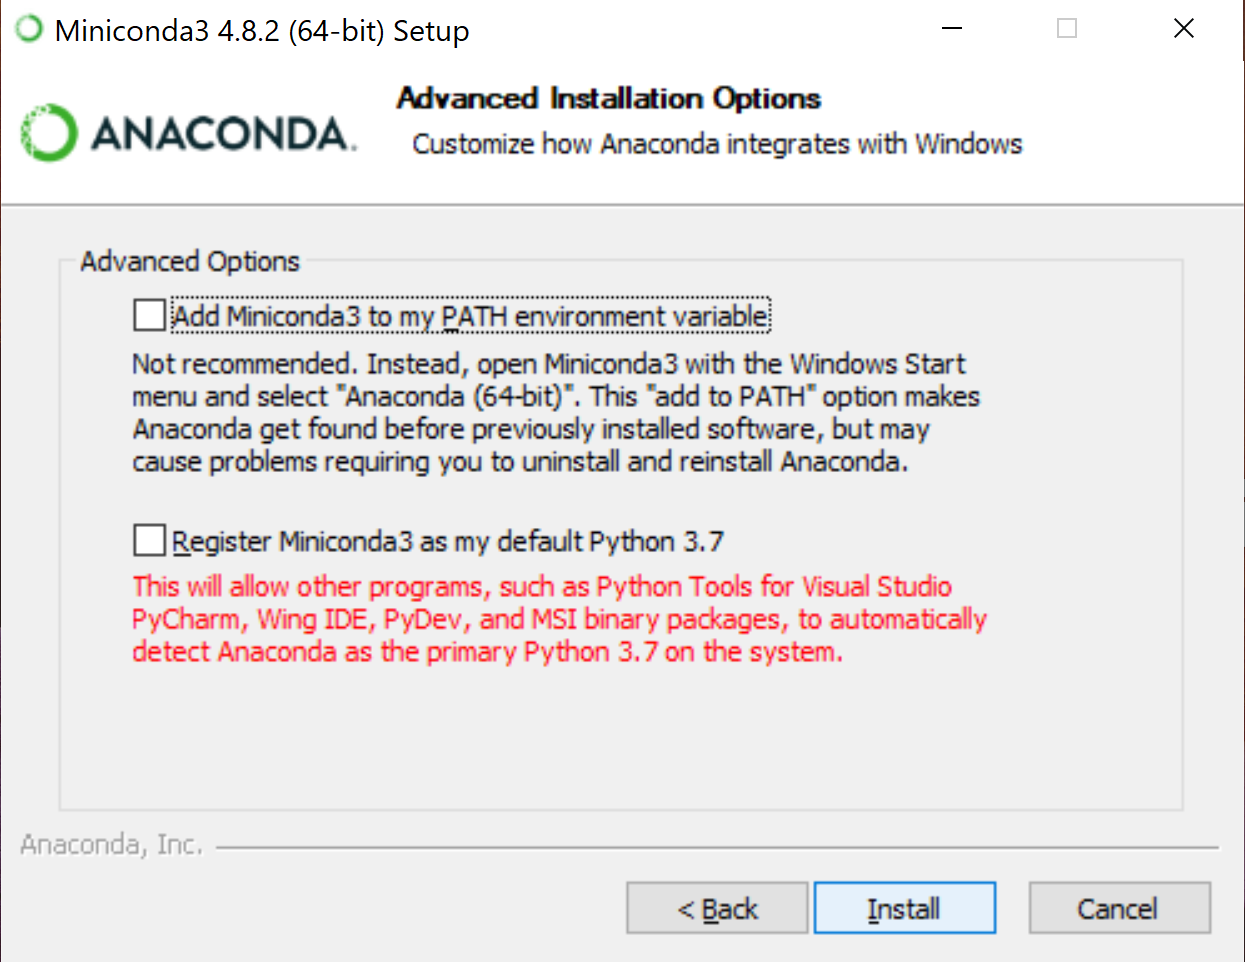 Miniconda3 4.8.2 (64-bit) Setup
ANACONDA.
Advanced Installation Options
Customize how Anaconda integrates with Windows
Advanced Options
Add Miniconda3 to my PATH environment variable
Not recommended. Instead, open Miniconda3 with the Windows Start
menu and select "Anaconda (64-bit)". This "add to PATH" option makes
Anaconda get found before previously installed software, but may
cause problems requiring you to uninstall and reinstall Anaconda.
Register Miniconda3 as my default Python 3.7
This will allow other programs, such as Python Tools for Visual Studio
PyCharm, Wing IDE, PyDev, and MSI binary packages, to automatically
detect Anaconda as the primary Python 3.7 on the system.
Anaconda, Inc.
< Back
Install
Cancel